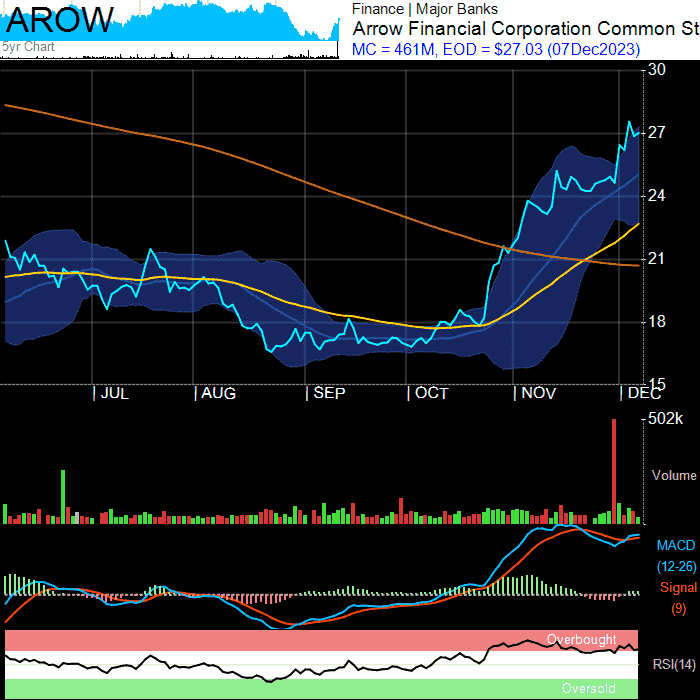 AROW
5yr Chart
Finance | Major Banks
Arrow Financial Corporation Common St
MC = 461M, EOD = $27.03 (07Dec2023)
30
27
24
21
18
15
JUL
AUG
SEP
OCT
NOV
DEC
502k
Volume
MACD
(12-26)
Signal
(9)
Overbought
RSI(14)
Oversold